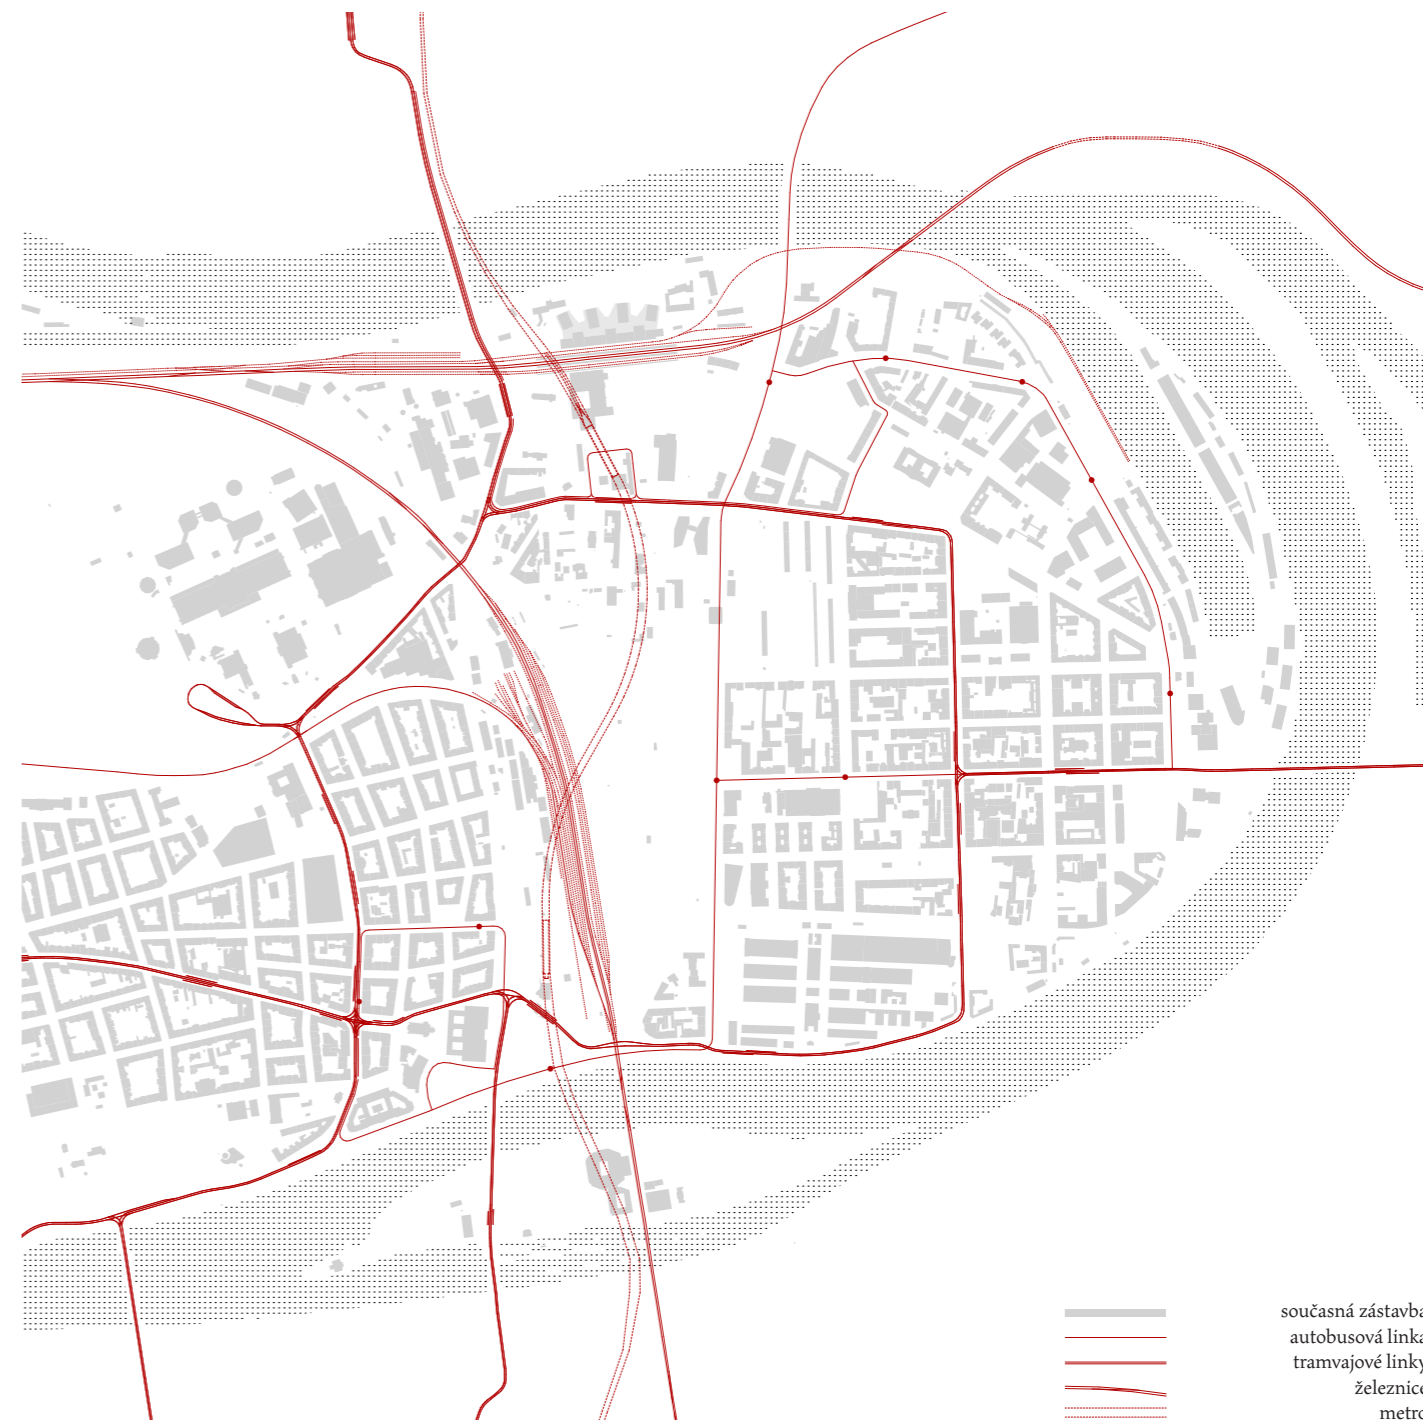 současná zástavba
autobusová linka
tramvajové linky
železnice
metro